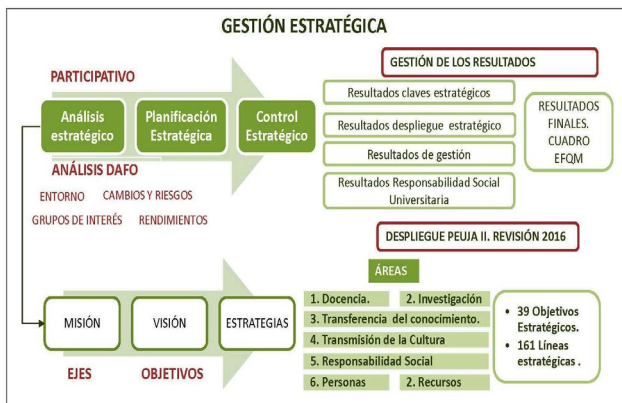 GESTIÓN ESTRATÉGICA
PARTICIPATIVO
Análisis
estratégico
Planificación
Estratégica
Control
Estratégico
ANÁLISIS DAFO
ENTORNO
CAMBIOS Y RIESGOS
GRUPOS DE INTERÉS
RENDIMIENTOS
GESTIÓN DE LOS RESULTADOS
Resultados claves estratégicos
Resultados despliegue estratégico
Resultados de gestión
Resultados Responsabilidad Social
Universitaria
RESULTADOS
FINALES.
CUADRO
EFQM
DESPLIEGUE PEUJA II. REVISIÓN 2016
MISIÓN
VISIÓN
ESTRATEGIAS
EJES
OBJETIVOS
ÁREAS
1. Docencia.
2. Investigación
3. Transferencia del conocimiento.
4. Transmisión de la Cultura
5. Responsabilidad Social
6. Personas
2. Recursos
• 39 Objetivos
Estratégicos.
• 161 Líneas
estratégicas .